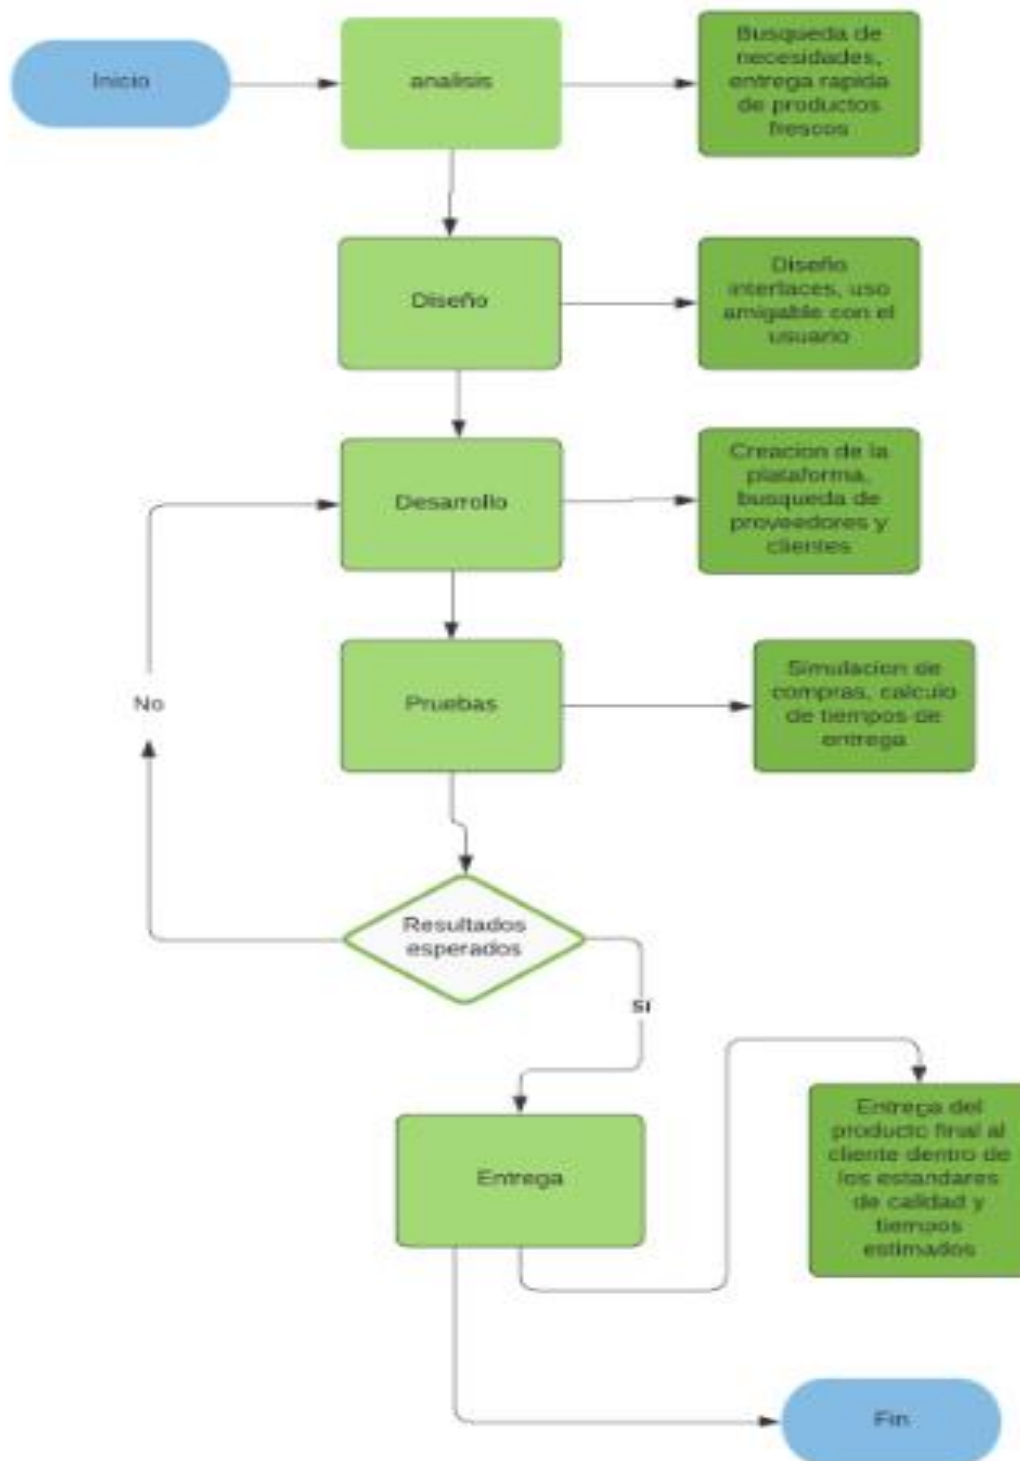 Inicio
analisis
Busqueda de
necesidades,
entrega rapida
de productos
frescos
Diseño
Diseño
interfaces, uso
amigable con el
usuario
Desarrollo
Creacion de la
plataforma,
busqueda de
proveedores y
clientes
Pruebas
Simulacion de
compras, calculo
de tiempos de
entrega
No
Resultados
esperados
SI
Entrega
Entrega del
producto final al
cliente dentro de
los estandares
de calidad y
tiempos
estimados
Fin